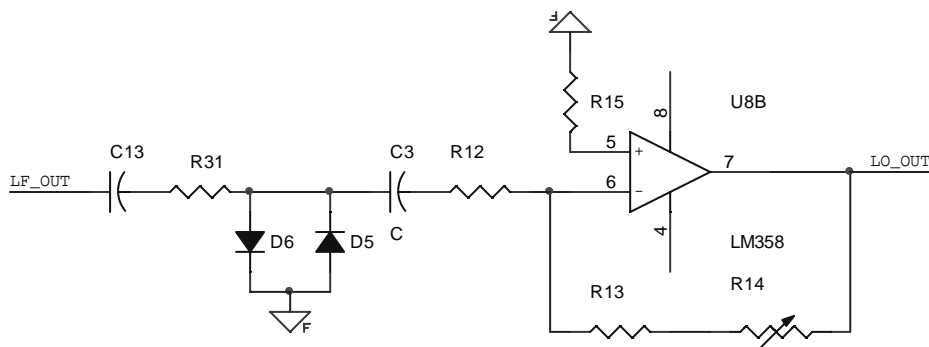 F
R15
8
U8B
C13
R31
C3
R12
5
+
7
LO_OUT
LF_OUT
6
−
D6
D5
C
4
LM358
F
R13
R14